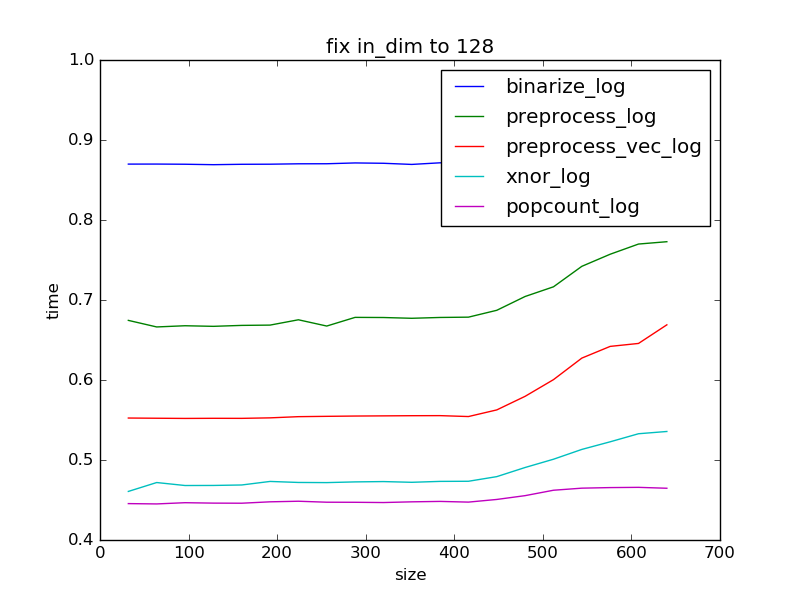 fix in_dim to 128
binarize_log
preprocess_log
preprocess_vec_log
xnor_log
popcount_log
time
1.0
0.9
0.8
0.7
0.6
0.5
0.4
0 100 200 300 400 500 600 700
size